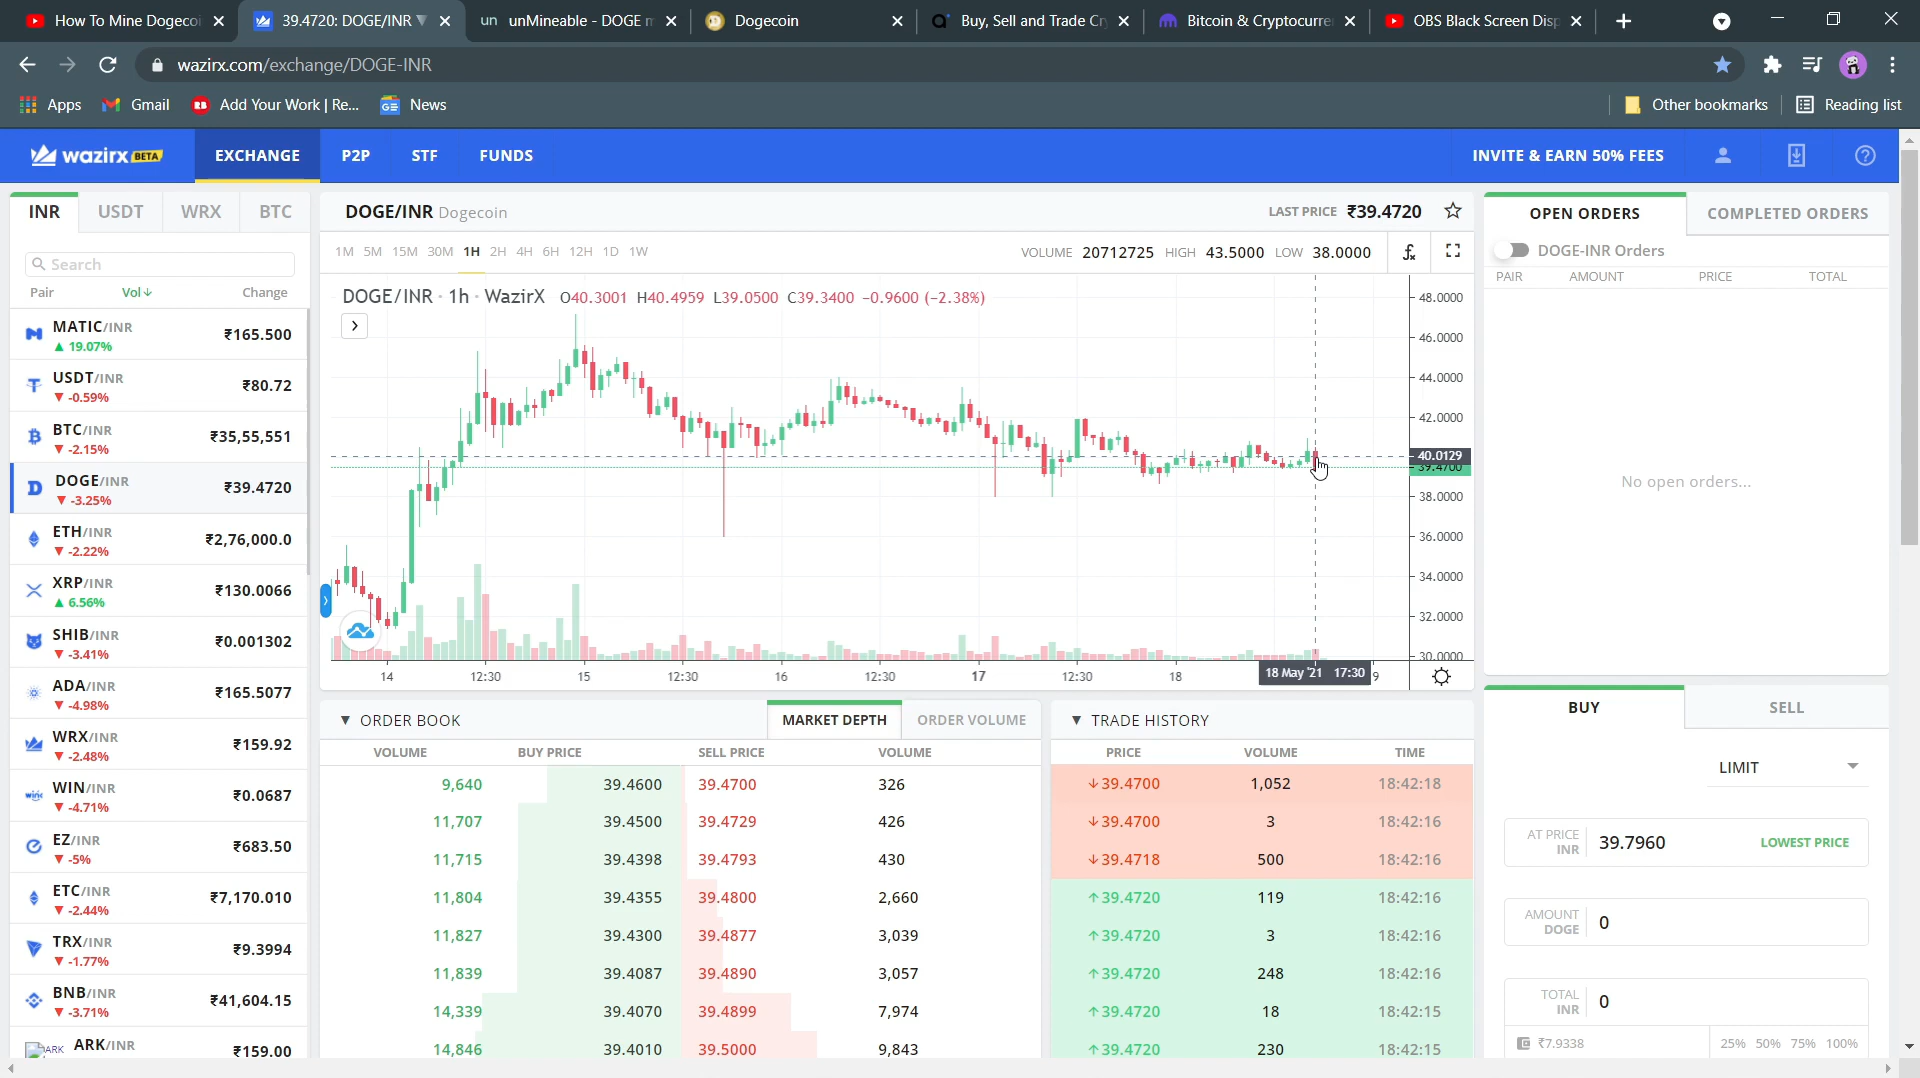 How To Mine Dogecoi
39.4720: DOGE/INR
un unMineable - DOGE m
Dogecoin
Buy, Sell and Trade Cr
Bitcoin & Cryptocurre
OBS Black Screen Disp
wazirx.com/exchange/DOGE-INR
Apps
Gmail
Add Your Work | Re...
GE News
Other bookmarks
Reading list
wazirx BETA
EXCHANGE
P2P
STF
FUNDS
INVITE & EARN 50% FEES
INR USDT WRX BTC
Search
Pair Vol↓ Change
MATIC/INR ₹165.500
▲ 19.07%
USDT/INR ₹80.72
▼ -0.59%
BTC/INR ₹35,55,551
▼ -2.15%
DOGE/INR ₹39.4720
▼ -3.25%
ETH/INR ₹2,76,000.0
▼ -2.22%
XRP/INR ₹130.0066
▲ 6.56%
SHIB/INR ₹0.001302
▼ -3.41%
ADA/INR ₹165.5077
▼ -4.98%
WRX/INR ₹159.92
▼ -2.48%
WIN/INR ₹0.0687
▼ -4.71%
EZ/INR ₹683.50
▼ -5%
ETC/INR ₹7,170.010
▼ -2.44%
TRX/INR ₹9.3994
▼ -1.77%
BNB/INR ₹41,604.15
▼ -3.71%
ARK ARK/INR ₹159.00
DOGE/INR Dogecoin
LAST PRICE ₹39.4720
1M 5M 15M 30M 1H 2H 4H 6H 12H 1D 1W
VOLUME 20712725 HIGH 43.5000 LOW 38.0000
DOGE/INR · 1h · WazirX O40.3001 H40.4959 L39.0500 C39.3400 −0.9600 (−2.38%)
48.0000
46.0000
44.0000
42.0000
40.0129
39.4700
38.0000
36.0000
34.0000
32.0000
30.0000
14 12:30 15 12:30 16 12:30 17 12:30 18 18 May '21 17:30 9
▼ ORDER BOOK
MARKET DEPTH ORDER VOLUME
VOLUME BUY PRICE SELL PRICE VOLUME
9,640 39.4600 39.4700 326
11,707 39.4500 39.4729 426
11,715 39.4398 39.4793 430
11,804 39.4355 39.4800 2,660
11,827 39.4300 39.4877 3,039
11,839 39.4087 39.4890 3,057
14,339 39.4070 39.4899 7,974
14,846 39.4010 39.5000 9,843
▼ TRADE HISTORY
PRICE VOLUME TIME
↓39.4700 1,052 18:42:18
↓39.4700 3 18:42:16
↓39.4718 500 18:42:16
↑39.4720 119 18:42:16
↑39.4720 3 18:42:16
↑39.4720 248 18:42:16
↑39.4720 18 18:42:15
↑39.4720 230 18:42:15
OPEN ORDERS COMPLETED ORDERS
DOGE-INR Orders
PAIR AMOUNT PRICE TOTAL
No open orders...
BUY SELL
LIMIT
AT PRICE
INR
39.7960
LOWEST PRICE
AMOUNT
DOGE
0
TOTAL
INR
0
₹7.9338
25% 50% 75% 100%